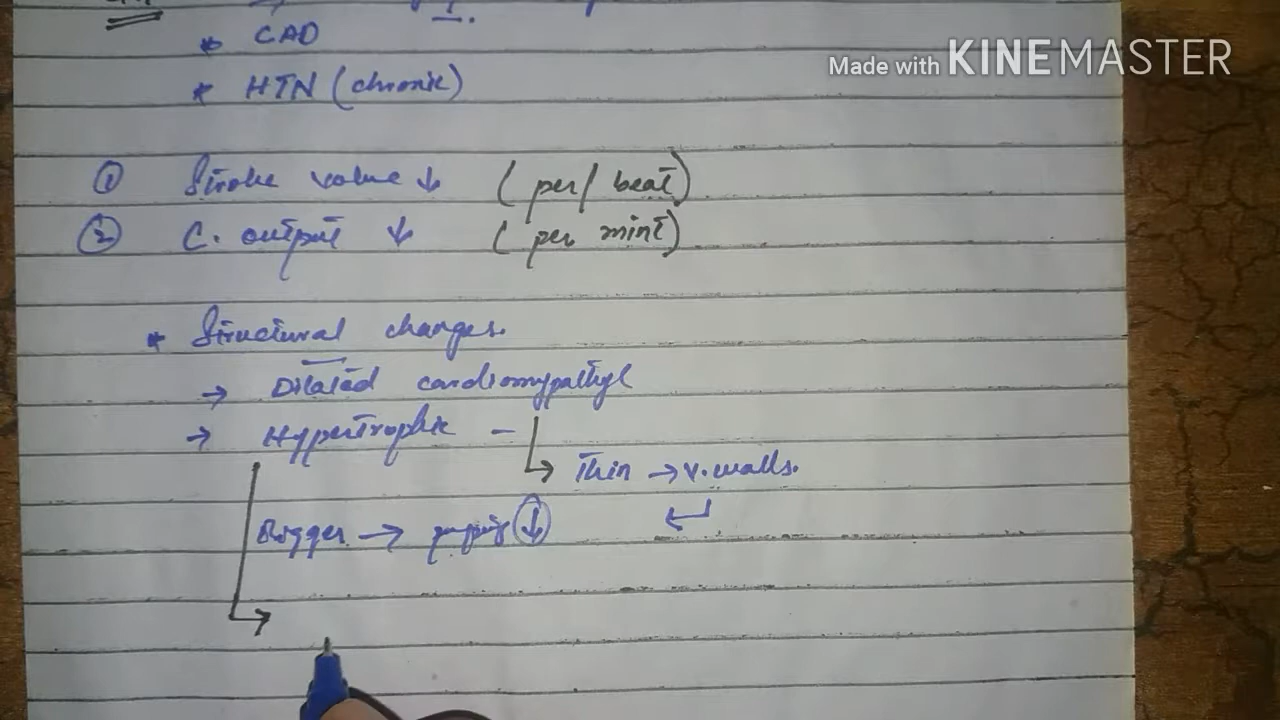 Made with KINEMASTER
* CAD
* HTN (chronic)
① Stroke volume ↓ (per/beat)
② C. output ↓ (per mint)
* Structural changes.
→ Dilated cardiomypathyl
→ Hypertrophic -
Thin → v. walls.
Bigger → pumping ↓